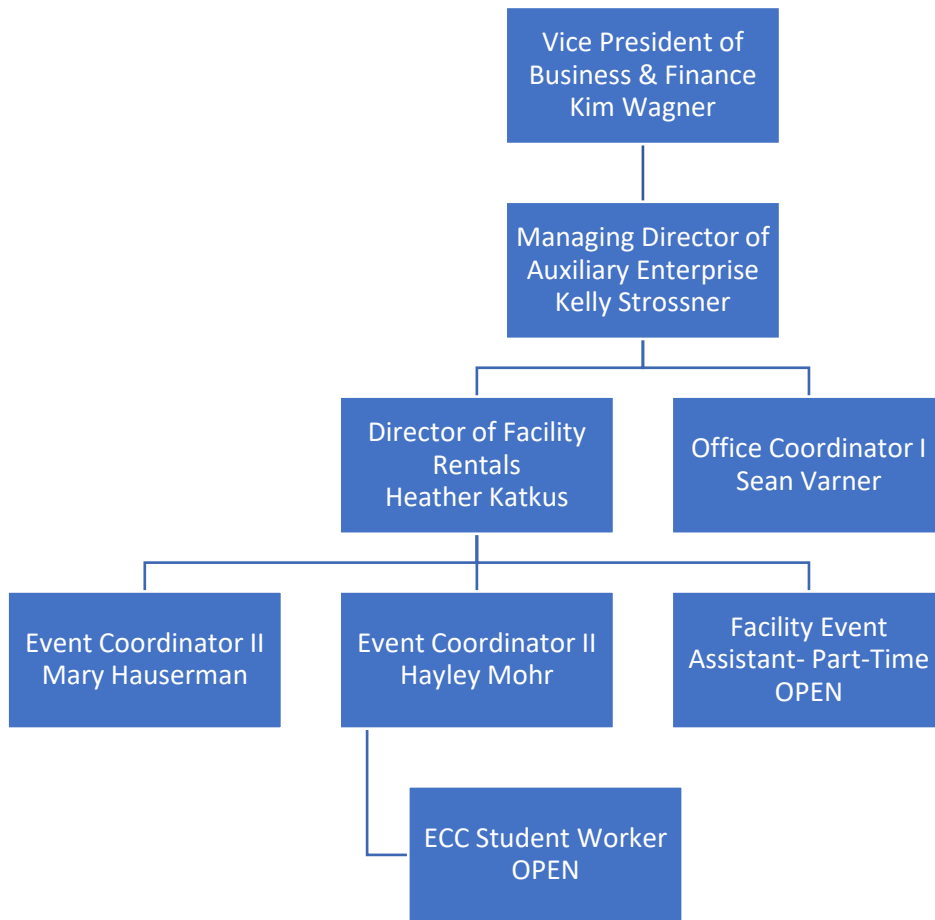 Vice President of
Business & Finance
Kim Wagner
Managing Director of
Auxiliary Enterprise
Kelly Strossner
Director of Facility
Rentals
Heather Katkus
Office Coordinator I
Sean Varner
Event Coordinator II
Mary Hauserman
Event Coordinator II
Hayley Mohr
Facility Event
Assistant- Part-Time
OPEN
ECC Student Worker
OPEN